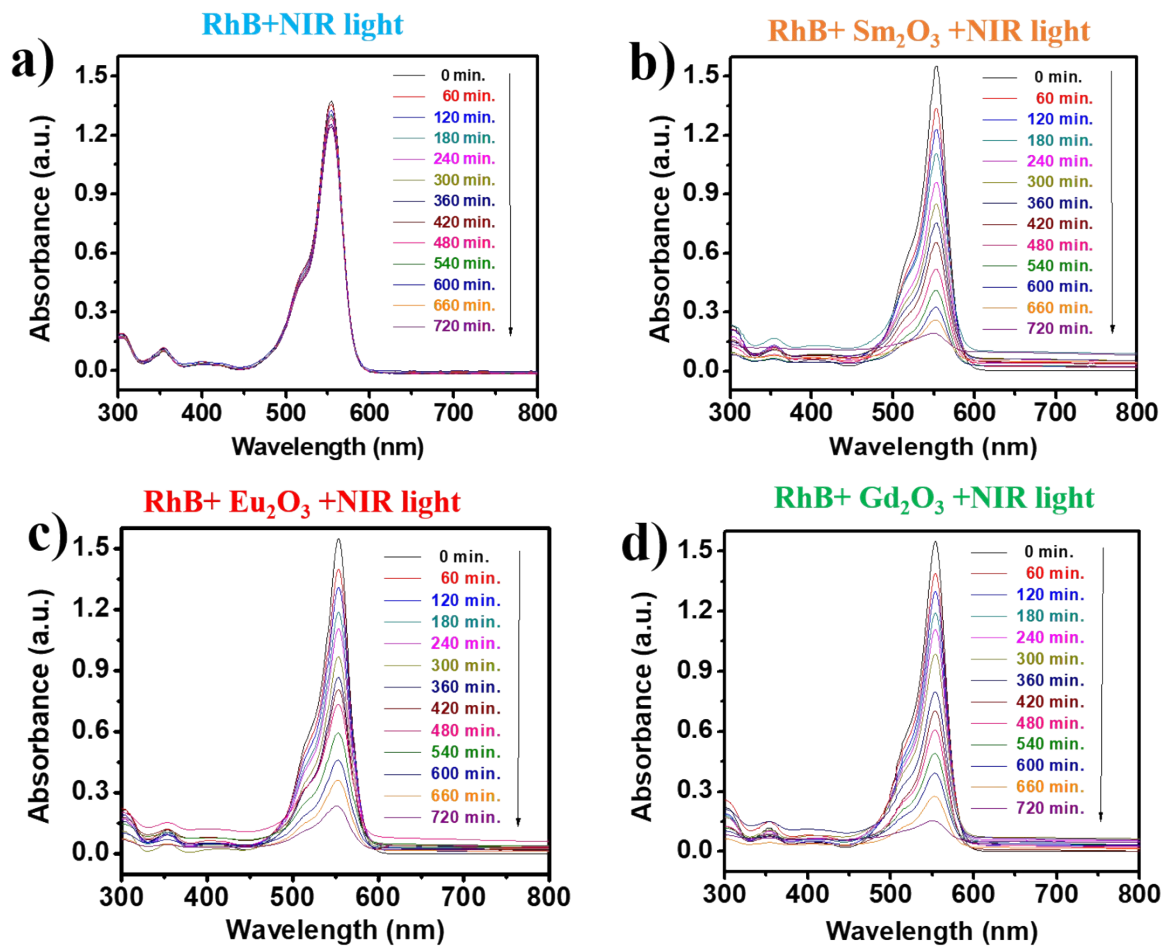 RhB+NIR light
a)
1.5
1.2
0.9
0.6
0.3
0.0
Absorbance (a.u.)
0 min.
60 min.
120 min.
180 min.
240 min.
300 min.
360 min.
420 min.
480 min.
540 min.
600 min.
660 min.
720 min.
300 400 500 600 700 800
Wavelength (nm)
RhB+ Sm₂O₃ +NIR light
b)
1.5
1.2
0.9
0.6
0.3
0.0
Absorbance (a.u.)
0 min.
60 min.
120 min.
180 min.
240 min.
300 min.
360 min.
420 min.
480 min.
540 min.
600 min.
660 min.
720 min.
300 400 500 600 700 800
Wavelength (nm)
RhB+ Eu₂O₃ +NIR light
c)
1.5
1.2
0.9
0.6
0.3
0.0
Absorbance (a.u.)
0 min.
60 min.
120 min.
180 min.
240 min.
300 min.
360 min.
420 min.
480 min.
540 min.
600 min.
660 min.
720 min.
300 400 500 600 700 800
Wavelength (nm)
RhB+ Gd₂O₃ +NIR light
d)
1.5
1.2
0.9
0.6
0.3
0.0
Absorbance (a.u.)
0 min.
60 min.
120 min.
180 min.
240 min.
300 min.
360 min.
420 min.
480 min.
540 min.
600 min.
660 min.
720 min.
300 400 500 600 700 800
Wavelength (nm)